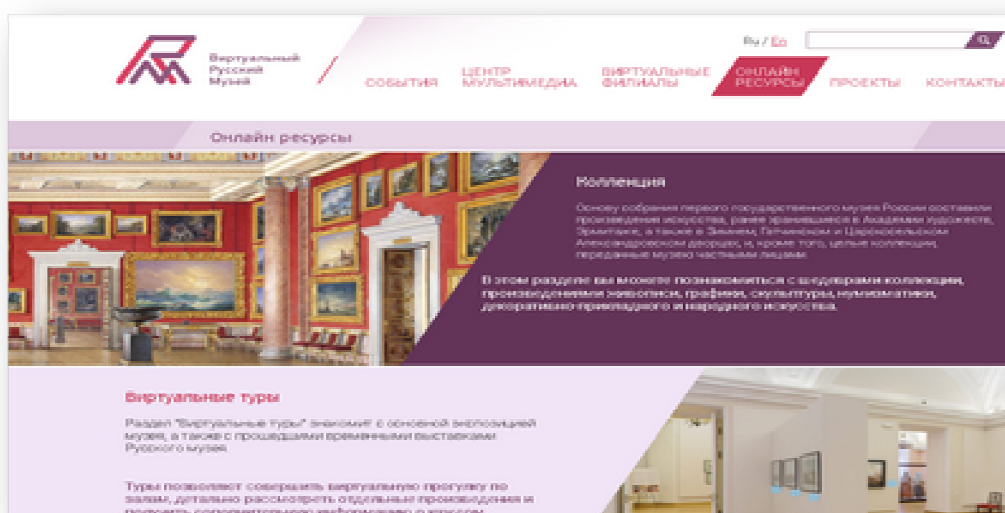 Виртуальный
Русский
Музей
Ru / En
СОБЫТИЯ
ЦЕНТР
МУЛЬТИМЕДИА
ВИРТУАЛЬНЫЕ
ФИЛИАЛЫ
ОНЛАЙН
РЕСУРСЫ
ПРОЕКТЫ
КОНТАКТЫ
Онлайн ресурсы
Коллекция
Основу собрания первого государственного музея России составили
произведения искусства, ранее хранившиеся в Академии художеств,
Эрмитаже, а также в Зимнем, Гатчинском и Царскосельском
Александровском дворцах, и, кроме того, целые коллекции,
переданные музею частными лицами.
В этом разделе вы можете познакомиться с шедеврами коллекции,
произведениями живописи, графики, скульптуры, нумизматики,
декоративно-прикладного и народного искусства.
Виртуальные туры
Раздел "Виртуальные туры" знакомит с основной экспозицией
музея, а также с прошедшими временными выставками
Русского музея.
Туры позволяют совершить виртуальную прогулку по
залам, детально рассмотреть отдельные произведения и